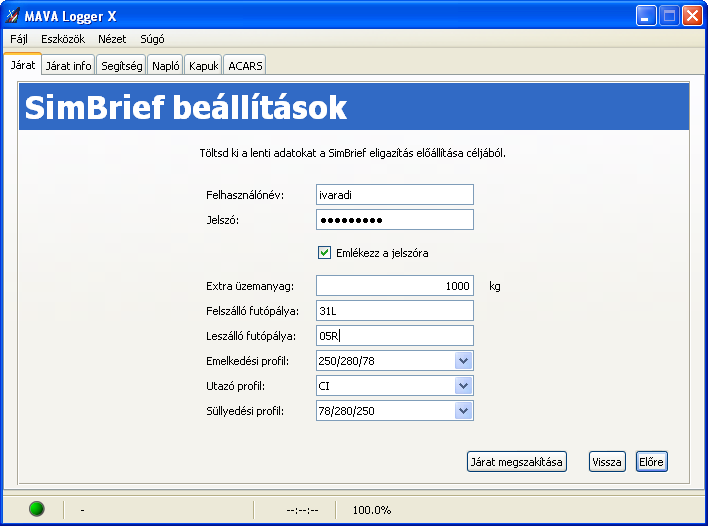 MAVA Logger X
Fájl Eszközök Nézet Súgó
Járat Járat info Segítség Napló Kapuk ACARS
SimBrief beállítások
Töltsd ki a lenti adatokat a SimBrief eligazítás előállítása céljából.
Felhasználónév: ivaradi
Jelszó: ●●●●●●●●●
Emlékezz a jelszóra
Extra üzemanyag: 1000 kg
Felszálló futópálya: 31L
Leszálló futópálya: 05R
Emelkedési profil: 250/280/78
Utazó profil: CI
Süllyedési profil: 78/280/250
Járat megszakítása Vissza Előre
- --:--:-- 100.0%